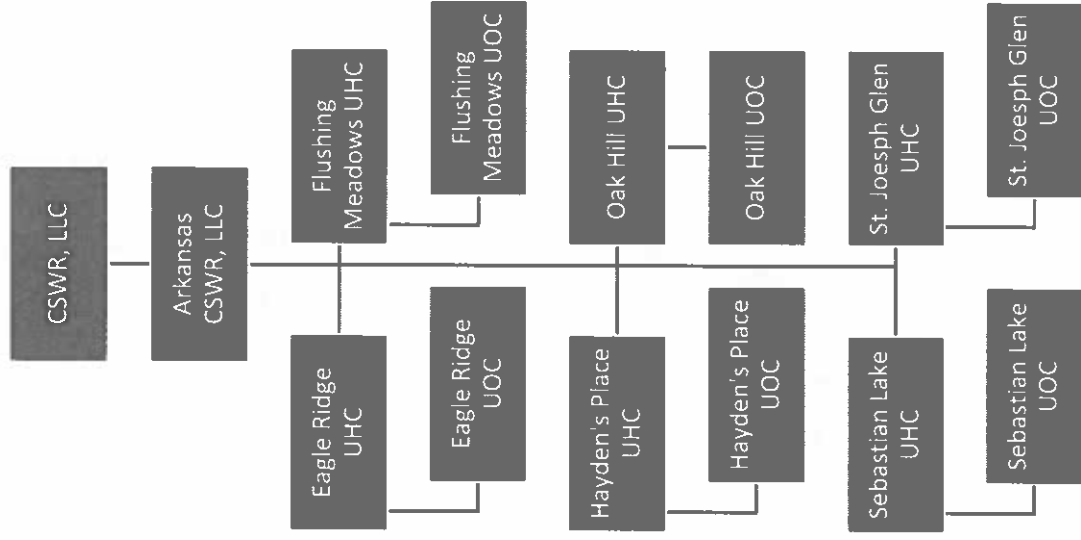 CSWR, LLC
Arkansas
CSWR, LLC
Eagle Ridge
UHC
Flushing
Meadows UHC
Eagle Ridge
UOC
Flushing
Meadows UOC
Hayden's Place
UHC
Oak Hill UHC
Hayden's Place
UOC
Oak Hill UOC
Sebastian Lake
UHC
St. Joesph Glen
UHC
Sebastian Lake
UOC
St. Joesph Glen
UOC